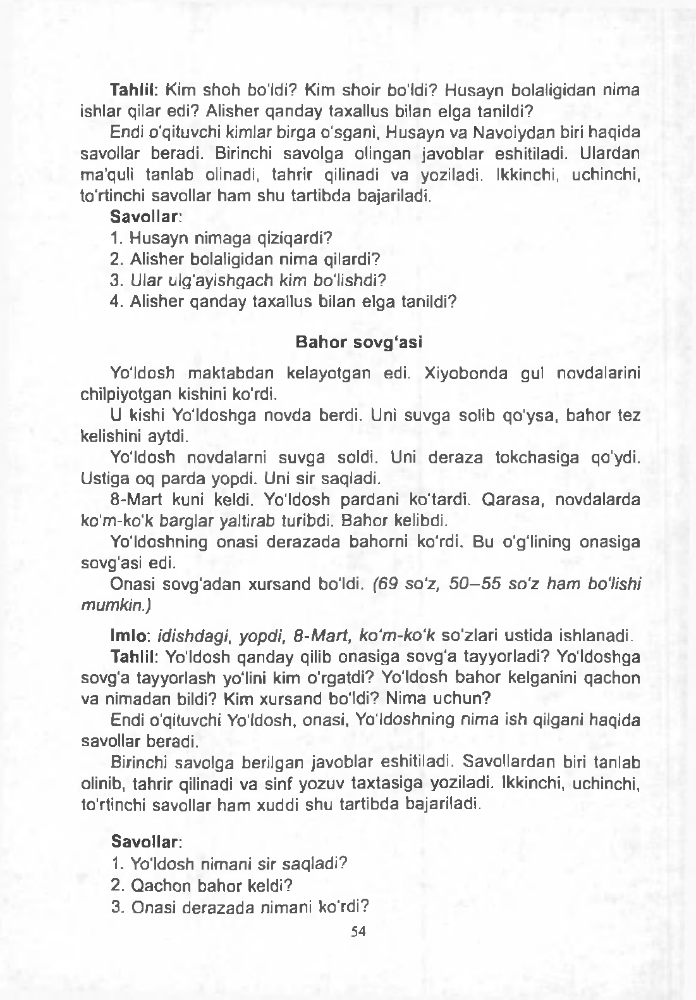 Tahlil: Kim shoh bo'ldi? Kim shoir bo'ldi? Husayn bolaligidan nima
ishlar qilar edi? Alisher qanday taxallus bilan elga tanildi?
Endi o'qituvchi kimlar birga o'sgani, Husayn va Navoiydan biri haqida
savollar beradi. Birinchi savolga olingan javoblar eshitiladi. Ulardan
ma'quli tanlab olinadi, tahrir qilinadi va yoziladi. Ikkinchi, uchinchi,
to'rtinchi savollar ham shu tartibda bajariladi.
Savollar:
1. Husayn nimaga qiziqardi?
2. Alisher bolaligidan nima qilardi?
3. Ular ulg'ayishgach kim bo'lishdi?
4. Alisher qanday taxallus bilan elga tanildi?
Bahor sovg'asi
Yo'ldosh maktabdan kelayotgan edi. Xiyobonda gul novdalarini
chilpiyotgan kishini ko'rdi.
U kishi Yo'ldoshga novda berdi. Uni suvga solib qo'ysa, bahor tez
kelishini aytdi.
Yo'ldosh novdalarni suvga soldi. Uni deraza tokchasiga qo'ydi.
Ustiga oq parda yopdi. Uni sir saqladi.
8-Mart kuni keldi. Yo'ldosh pardani ko'tardi. Qarasa, novdalarda
ko'm-ko'k barglar yaltirab turibdi. Bahor kelibdi.
Yo'ldoshning onasi derazada bahorni ko'rdi. Bu o'g'lining onasiga
sovg'asi edi.
Onasi sovg'adan xursand bo'ldi. (69 so'z, 50–55 so'z ham bo'lishi
mumkin.)
Imlo: idishdagi, yopdi, 8-Mart, ko'm-ko'k so'zlari ustida ishlanadi.
Tahlil: Yo'ldosh qanday qilib onasiga sovg'a tayyorladi? Yo'ldoshga
sovg'a tayyorlash yo'lini kim o'rgatdi? Yo'ldosh bahor kelganini qachon
va nimadan bildi? Kim xursand bo'ldi? Nima uchun?
Endi o'qituvchi Yo'ldosh, onasi, Yo'ldoshning nima ish qilgani haqida
savollar beradi.
Birinchi savolga berilgan javoblar eshitiladi. Savollardan biri tanlab
olinib, tahrir qilinadi va sinf yozuv taxtasiga yoziladi. Ikkinchi, uchinchi,
to'rtinchi savollar ham xuddi shu tartibda bajariladi.
Savollar:
1. Yo'ldosh nimani sir saqladi?
2. Qachon bahor keldi?
3. Onasi derazada nimani ko'rdi?
54